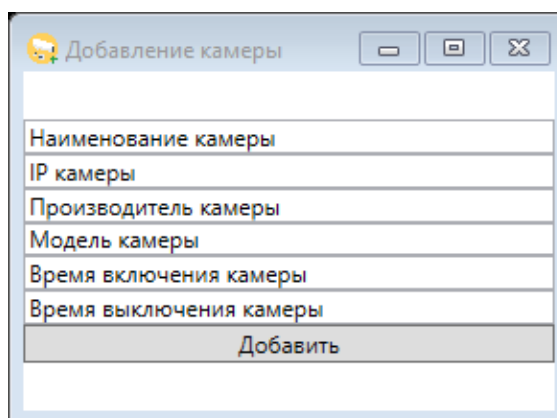 Добавление камеры
Наименование камеры
IP камеры
Производитель камеры
Модель камеры
Время включения камеры
Время выключения камеры
Добавить